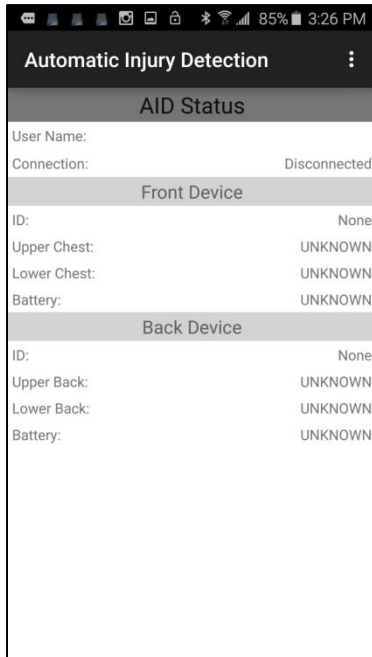 85% 3:26 PM
Automatic Injury Detection
AID Status
User Name:
Connection: Disconnected
Front Device
ID: None
Upper Chest: UNKNOWN
Lower Chest: UNKNOWN
Battery: UNKNOWN
Back Device
ID: None
Upper Back: UNKNOWN
Lower Back: UNKNOWN
Battery: UNKNOWN